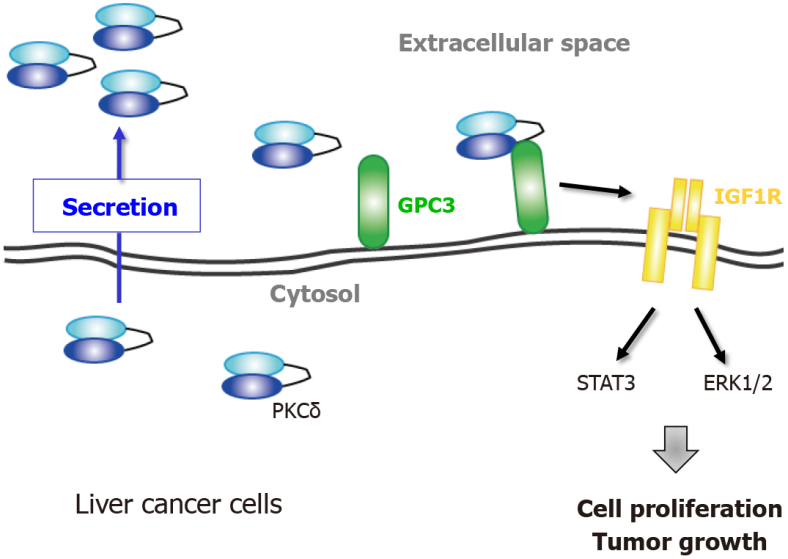 Extracellular space
Secretion
GPC3
IGF1R
Cytosol
STAT3
ERK1/2
PKCδ
Liver cancer cells
Cell proliferation
Tumor growth